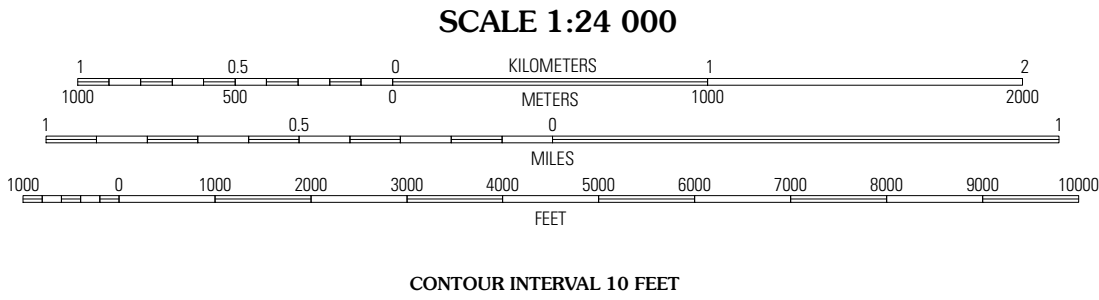 SCALE 1:24 000
1 0.5 0 KILOMETERS 1 2
1000 500 0 METERS 1000 2000
1 0.5 0 1
MILES
1000 0 1000 2000 3000 4000 5000 6000 7000 8000 9000 10000
FEET
CONTOUR INTERVAL 10 FEET